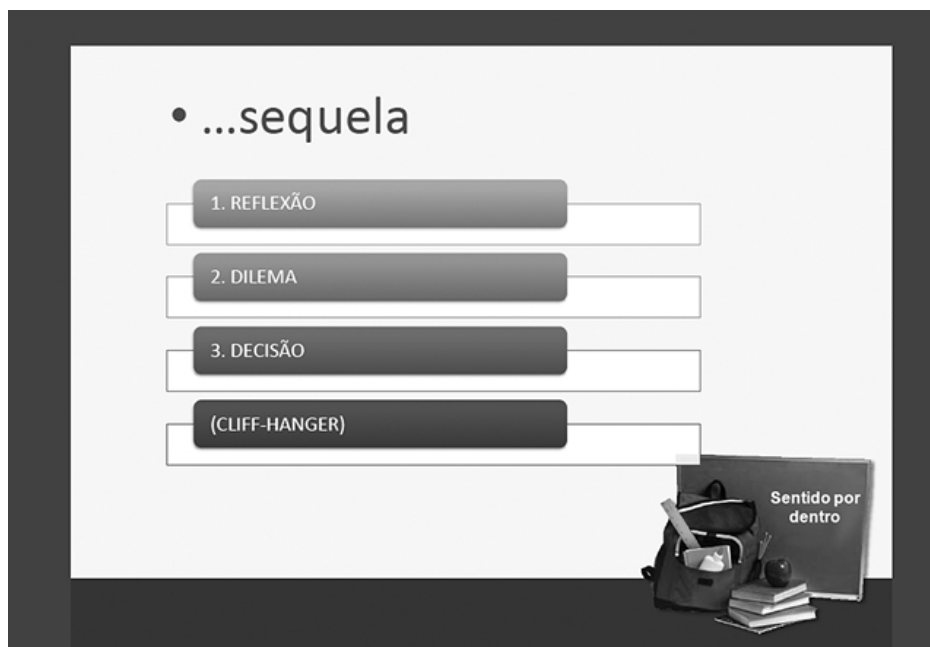 • ...sequela
1. REFLEXÃO
2. DILEMA
3. DECISÃO
(CLIFF-HANGER)
Sentido por
dentro